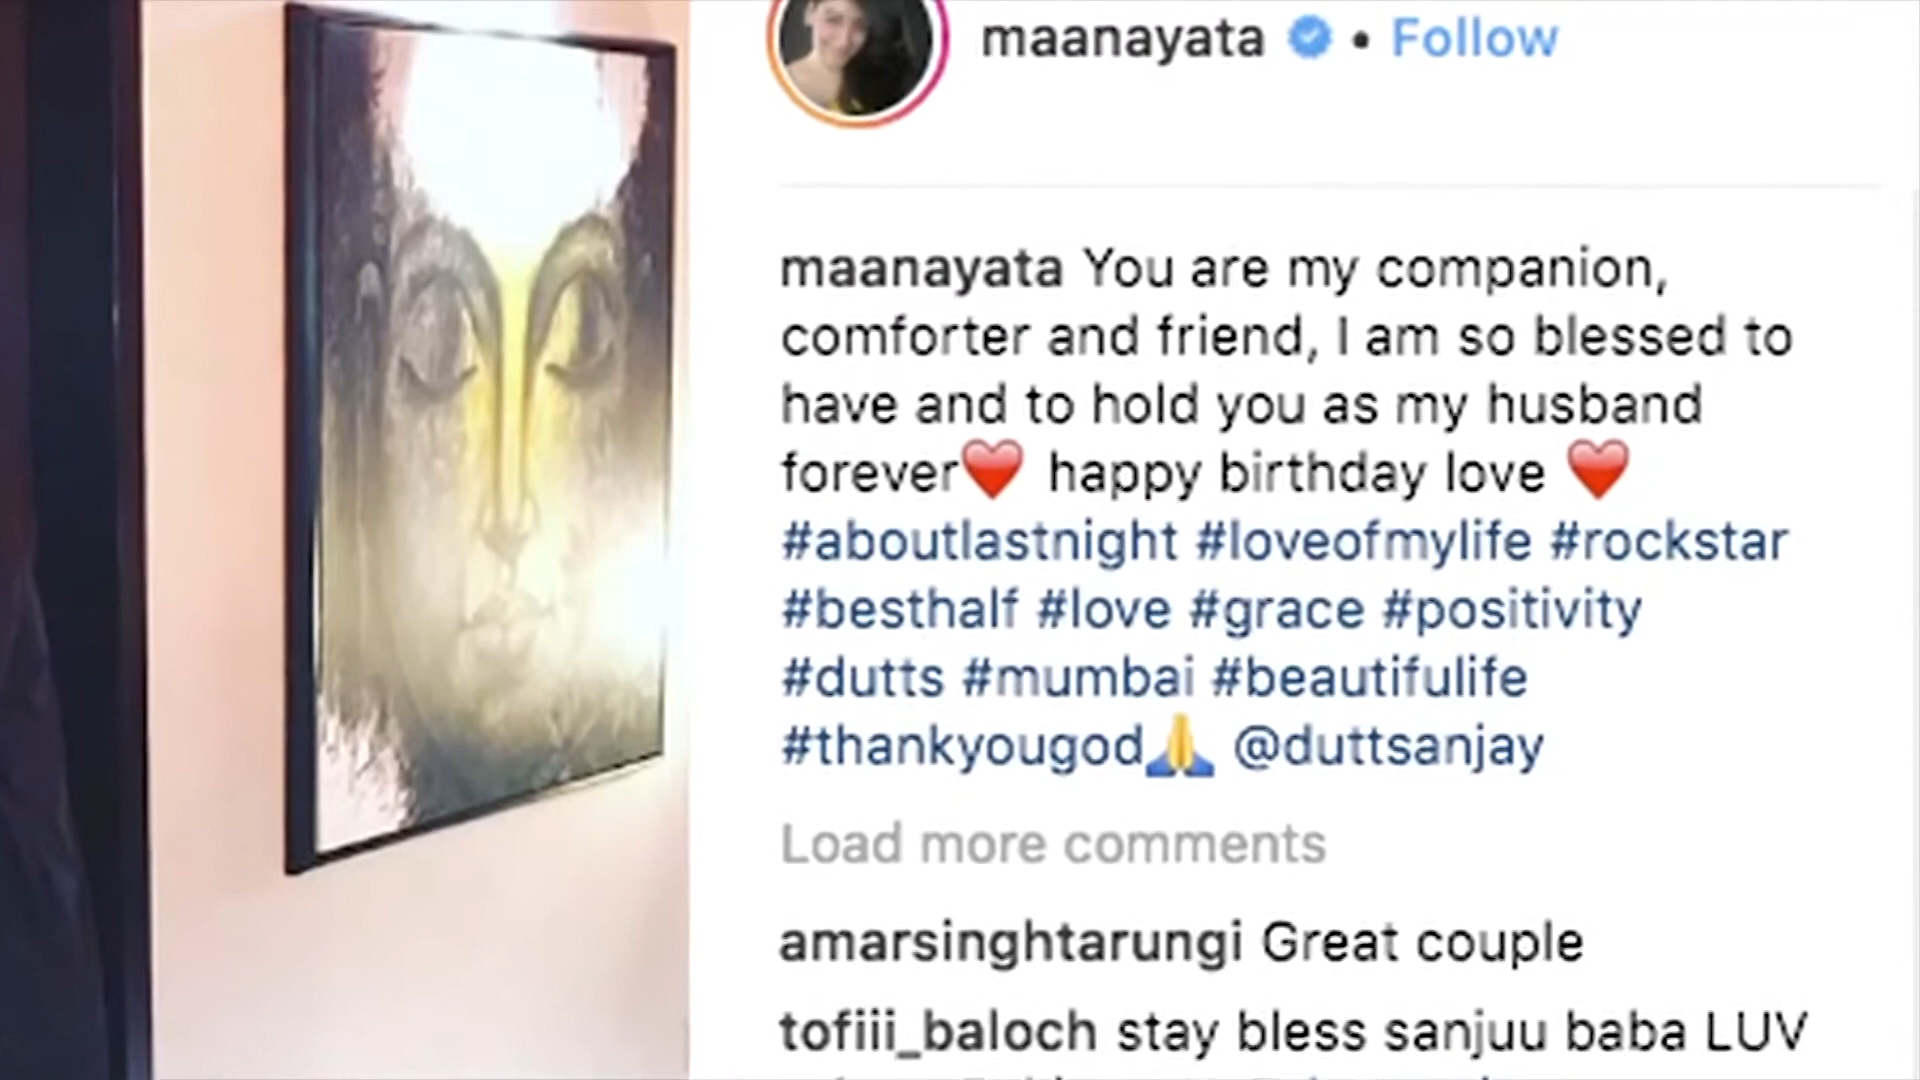 maanayata • Follow
maanayata You are my companion,
comforter and friend, I am so blessed to
have and to hold you as my husband
forever❤️ happy birthday love ❤️
#aboutlastnight #loveofmylife #rockstar
#besthalf #love #grace #positivity
#dutts #mumbai #beautifulife
#thankyougod🙏 @duttsanjay
Load more comments
amarsinghtarungi Great couple
tofiii_baloch stay bless sanjuu baba LUV